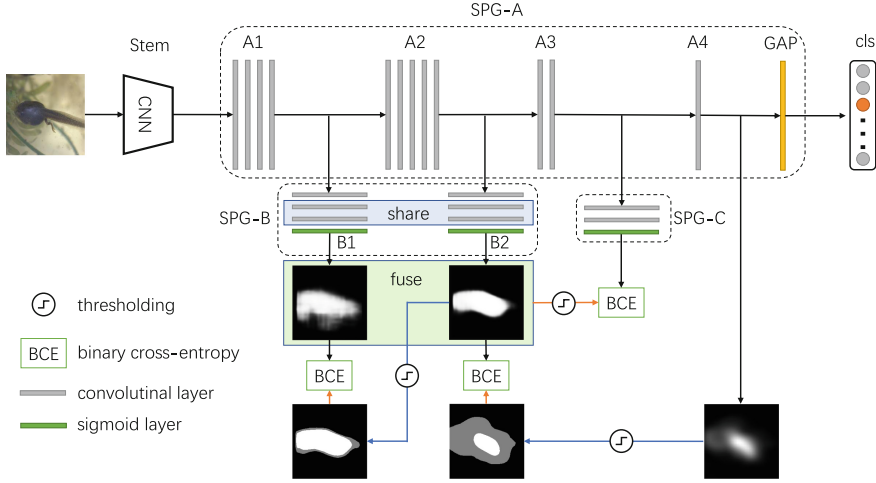 SPG-A
Stem
A1
A2
A3
A4
GAP
cls
CNN
SPG-B
share
SPG-C
B1
B2
fuse
thresholding
BCE
BCE
binary cross-entropy
BCE
BCE
convolutinal layer
sigmoid layer